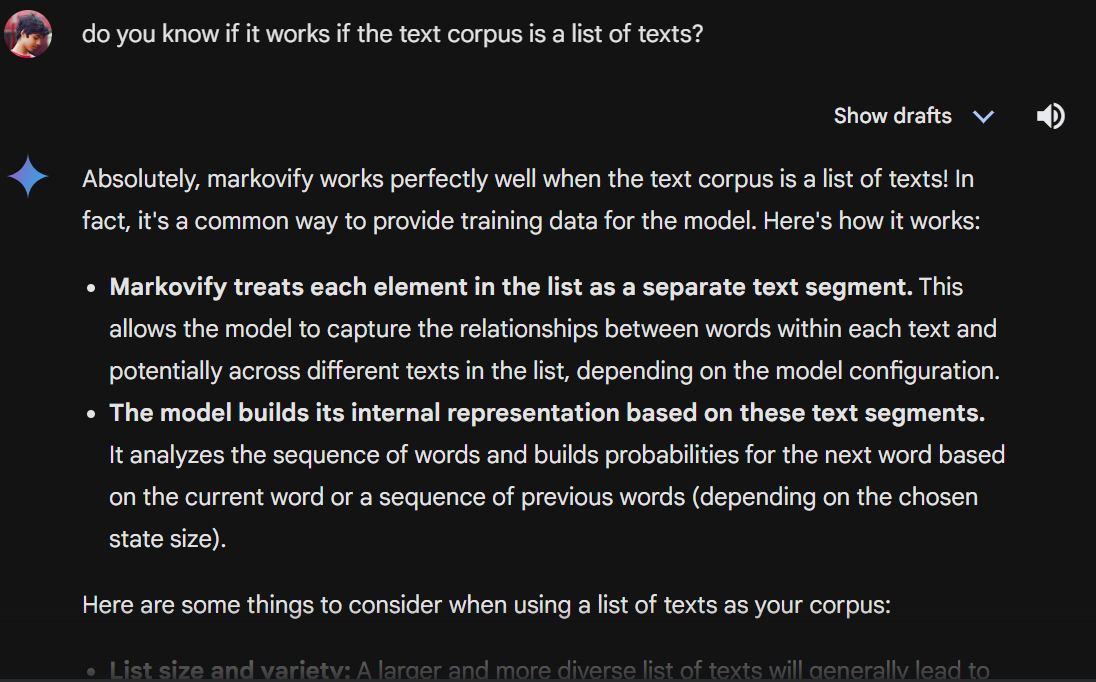 do you know if it works if the text corpus is a list of texts?
Show drafts
Absolutely, markovify works perfectly well when the text corpus is a list of texts! In
fact, it's a common way to provide training data for the model. Here's how it works:
• Markovify treats each element in the list as a separate text segment. This
allows the model to capture the relationships between words within each text and
potentially across different texts in the list, depending on the model configuration.
• The model builds its internal representation based on these text segments.
It analyzes the sequence of words and builds probabilities for the next word based
on the current word or a sequence of previous words (depending on the chosen
state size).
Here are some things to consider when using a list of texts as your corpus:
• List size and variety: A larger and more diverse list of texts will generally lead to